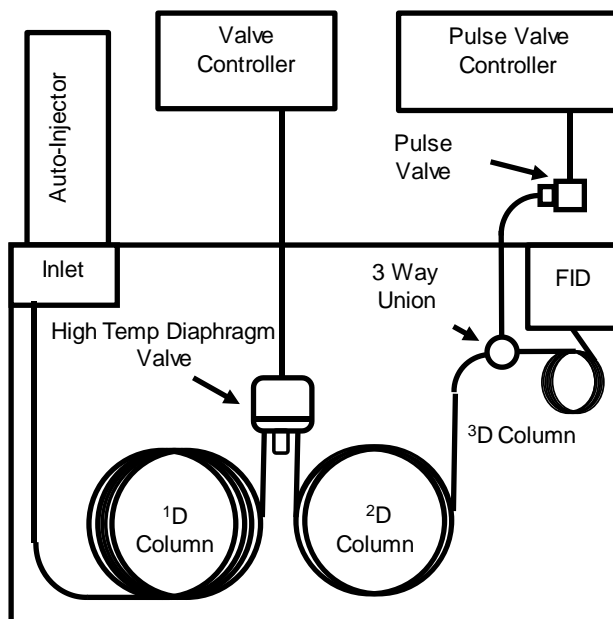 Valve
Controller
Pulse Valve
Controller
Auto-Injector
Pulse
Valve
Inlet
3 Way
Union
FID
High Temp Diaphragm
Valve
³D Column
¹D
Column
²D
Column